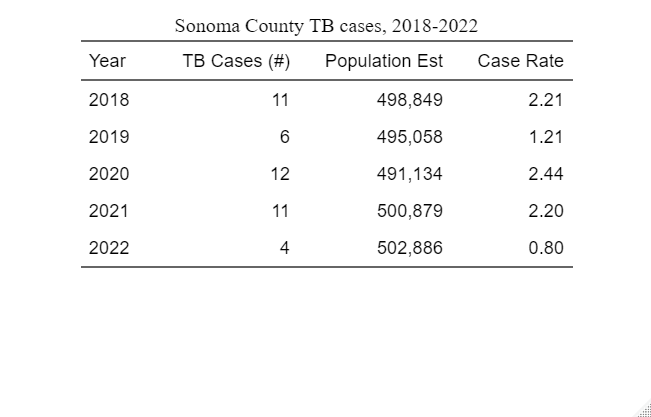 Sonoma County TB cases, 2018-2022
Year TB Cases (#) Population Est Case Rate
2018 11 498,849 2.21
2019 6 495,058 1.21
2020 12 491,134 2.44
2021 11 500,879 2.20
2022 4 502,886 0.80